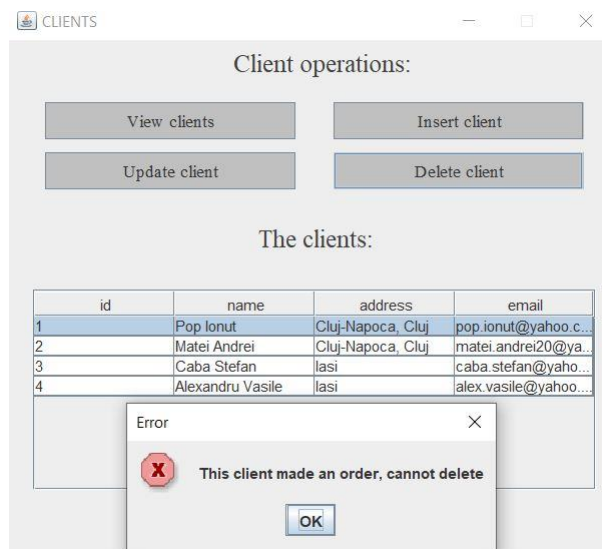 CLIENTS
Client operations:
View clients Insert client
Update client Delete client
The clients:
id name address email
1 Pop Ionut Cluj-Napoca, Cluj pop.ionut@yahoo.c...
2 Matei Andrei Cluj-Napoca, Cluj matei.andrei20@ya...
3 Caba Stefan Iasi caba.stefan@yaho...
4 Alexandru Vasile Iasi alex.vasile@yahoo....
Error
This client made an order, cannot delete
OK